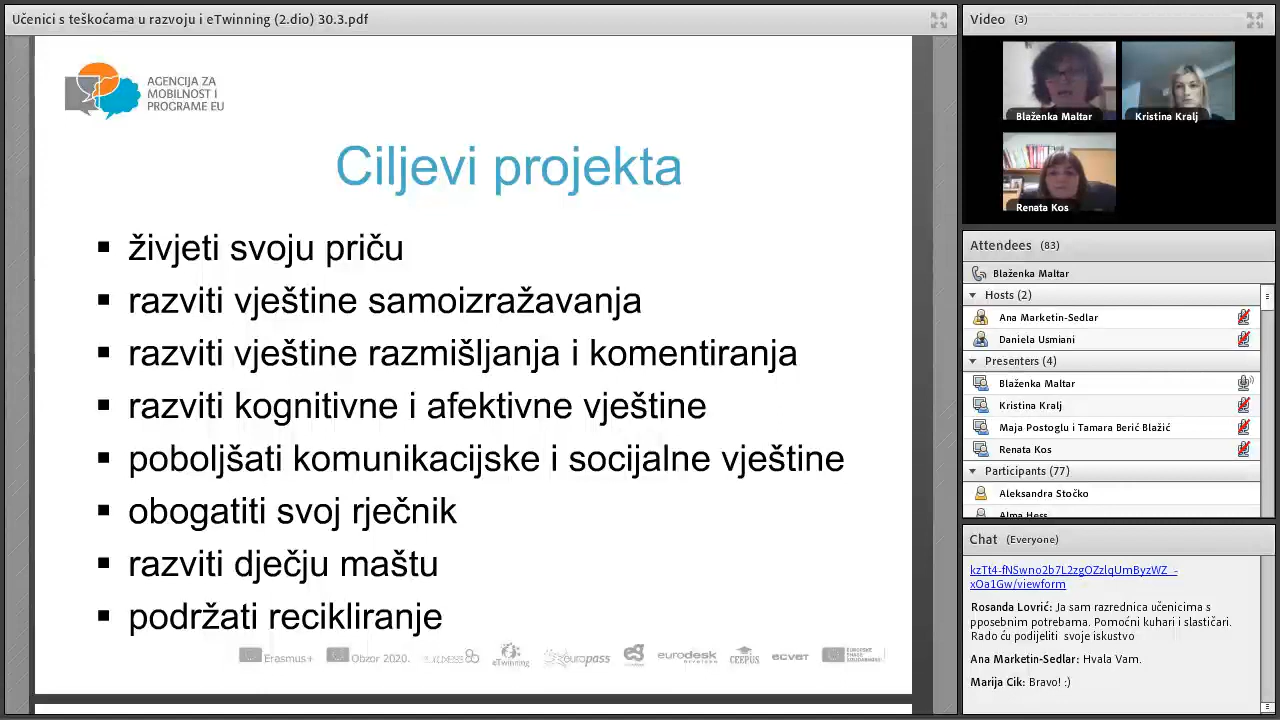 Učenici s teškoćama u razvoju i eTwinning (2.dio) 30.3.pdf
AGENCIJA ZA
MOBILNOST I
PROGRAME EU
Ciljevi projekta
▪ živjeti svoju priču
▪ razviti vještine samoizražavanja
▪ razviti vještine razmišljanja i komentiranja
▪ razviti kognitivne i afektivne vještine
▪ poboljšati komunikacijske i socijalne vještine
▪ obogatiti svoj rječnik
▪ razviti dječju maštu
▪ podržati recikliranje
Erasmus+
Obzor 2020.
eTwinning
europass
eurodesk
CEEPUS
ECVET
Video (3)
Blaženka Maltar
Kristina Kralj
Renata Kos
Attendees (83)
Blaženka Maltar
Hosts (2)
Ana Marketin-Sedlar
Daniela Usmiani
Presenters (4)
Blaženka Maltar
Kristina Kralj
Maja Postoglu i Tamara Berić Blažić
Renata Kos
Participants (77)
Aleksandra Stočko
Alma Hess
Chat (Everyone)
kzTt4-fNSwno2b7L2zgOZzlqUmByzWZ_-
xOa1Gw/viewform
Rosanda Lovrić: Ja sam razrednica učenicima s
pposebnim potrebama. Pomoćni kuhari i slastičari.
Rado ću podijeliti svoje iskustvo
Ana Marketin-Sedlar: Hvala Vam.
Marija Cik: Bravo! :)